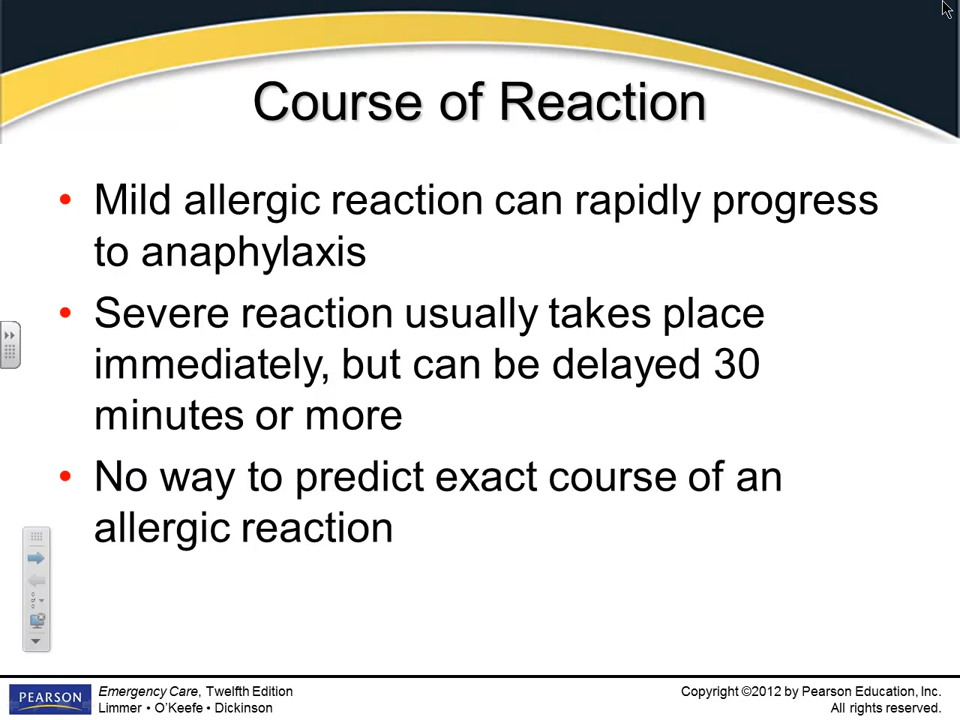 Course of Reaction
• Mild allergic reaction can rapidly progress
to anaphylaxis
• Severe reaction usually takes place
immediately, but can be delayed 30
minutes or more
• No way to predict exact course of an
allergic reaction
PEARSON
Emergency Care, Twelfth Edition
Limmer • O’Keefe • Dickinson
Copyright ©2012 by Pearson Education, Inc.
All rights reserved.